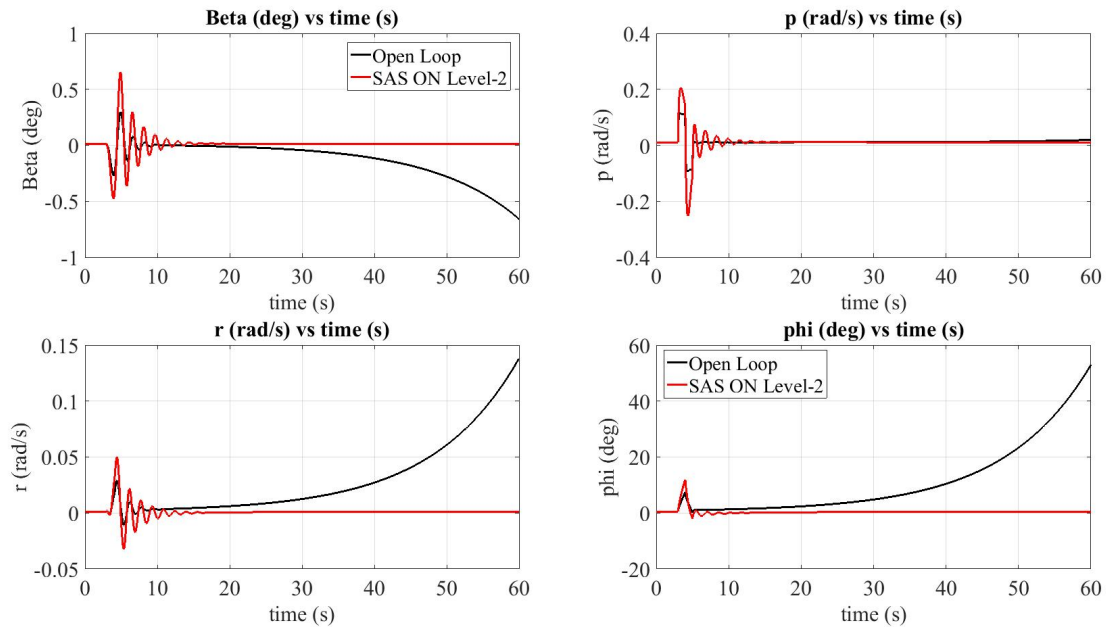 Beta (deg) vs time (s)
1
0.5
0
-0.5
-1
Beta (deg)
Open Loop
SAS ON Level-2
0 10 20 30 40 50 60
time (s)
p (rad/s) vs time (s)
0.4
0.2
0
-0.2
-0.4
p (rad/s)
0 10 20 30 40 50 60
time (s)
r (rad/s) vs time (s)
0.15
0.1
0.05
0
-0.05
r (rad/s)
0 10 20 30 40 50 60
time (s)
phi (deg) vs time (s)
60
40
20
0
-20
phi (deg)
Open Loop
SAS ON Level-2
0 10 20 30 40 50 60
time (s)